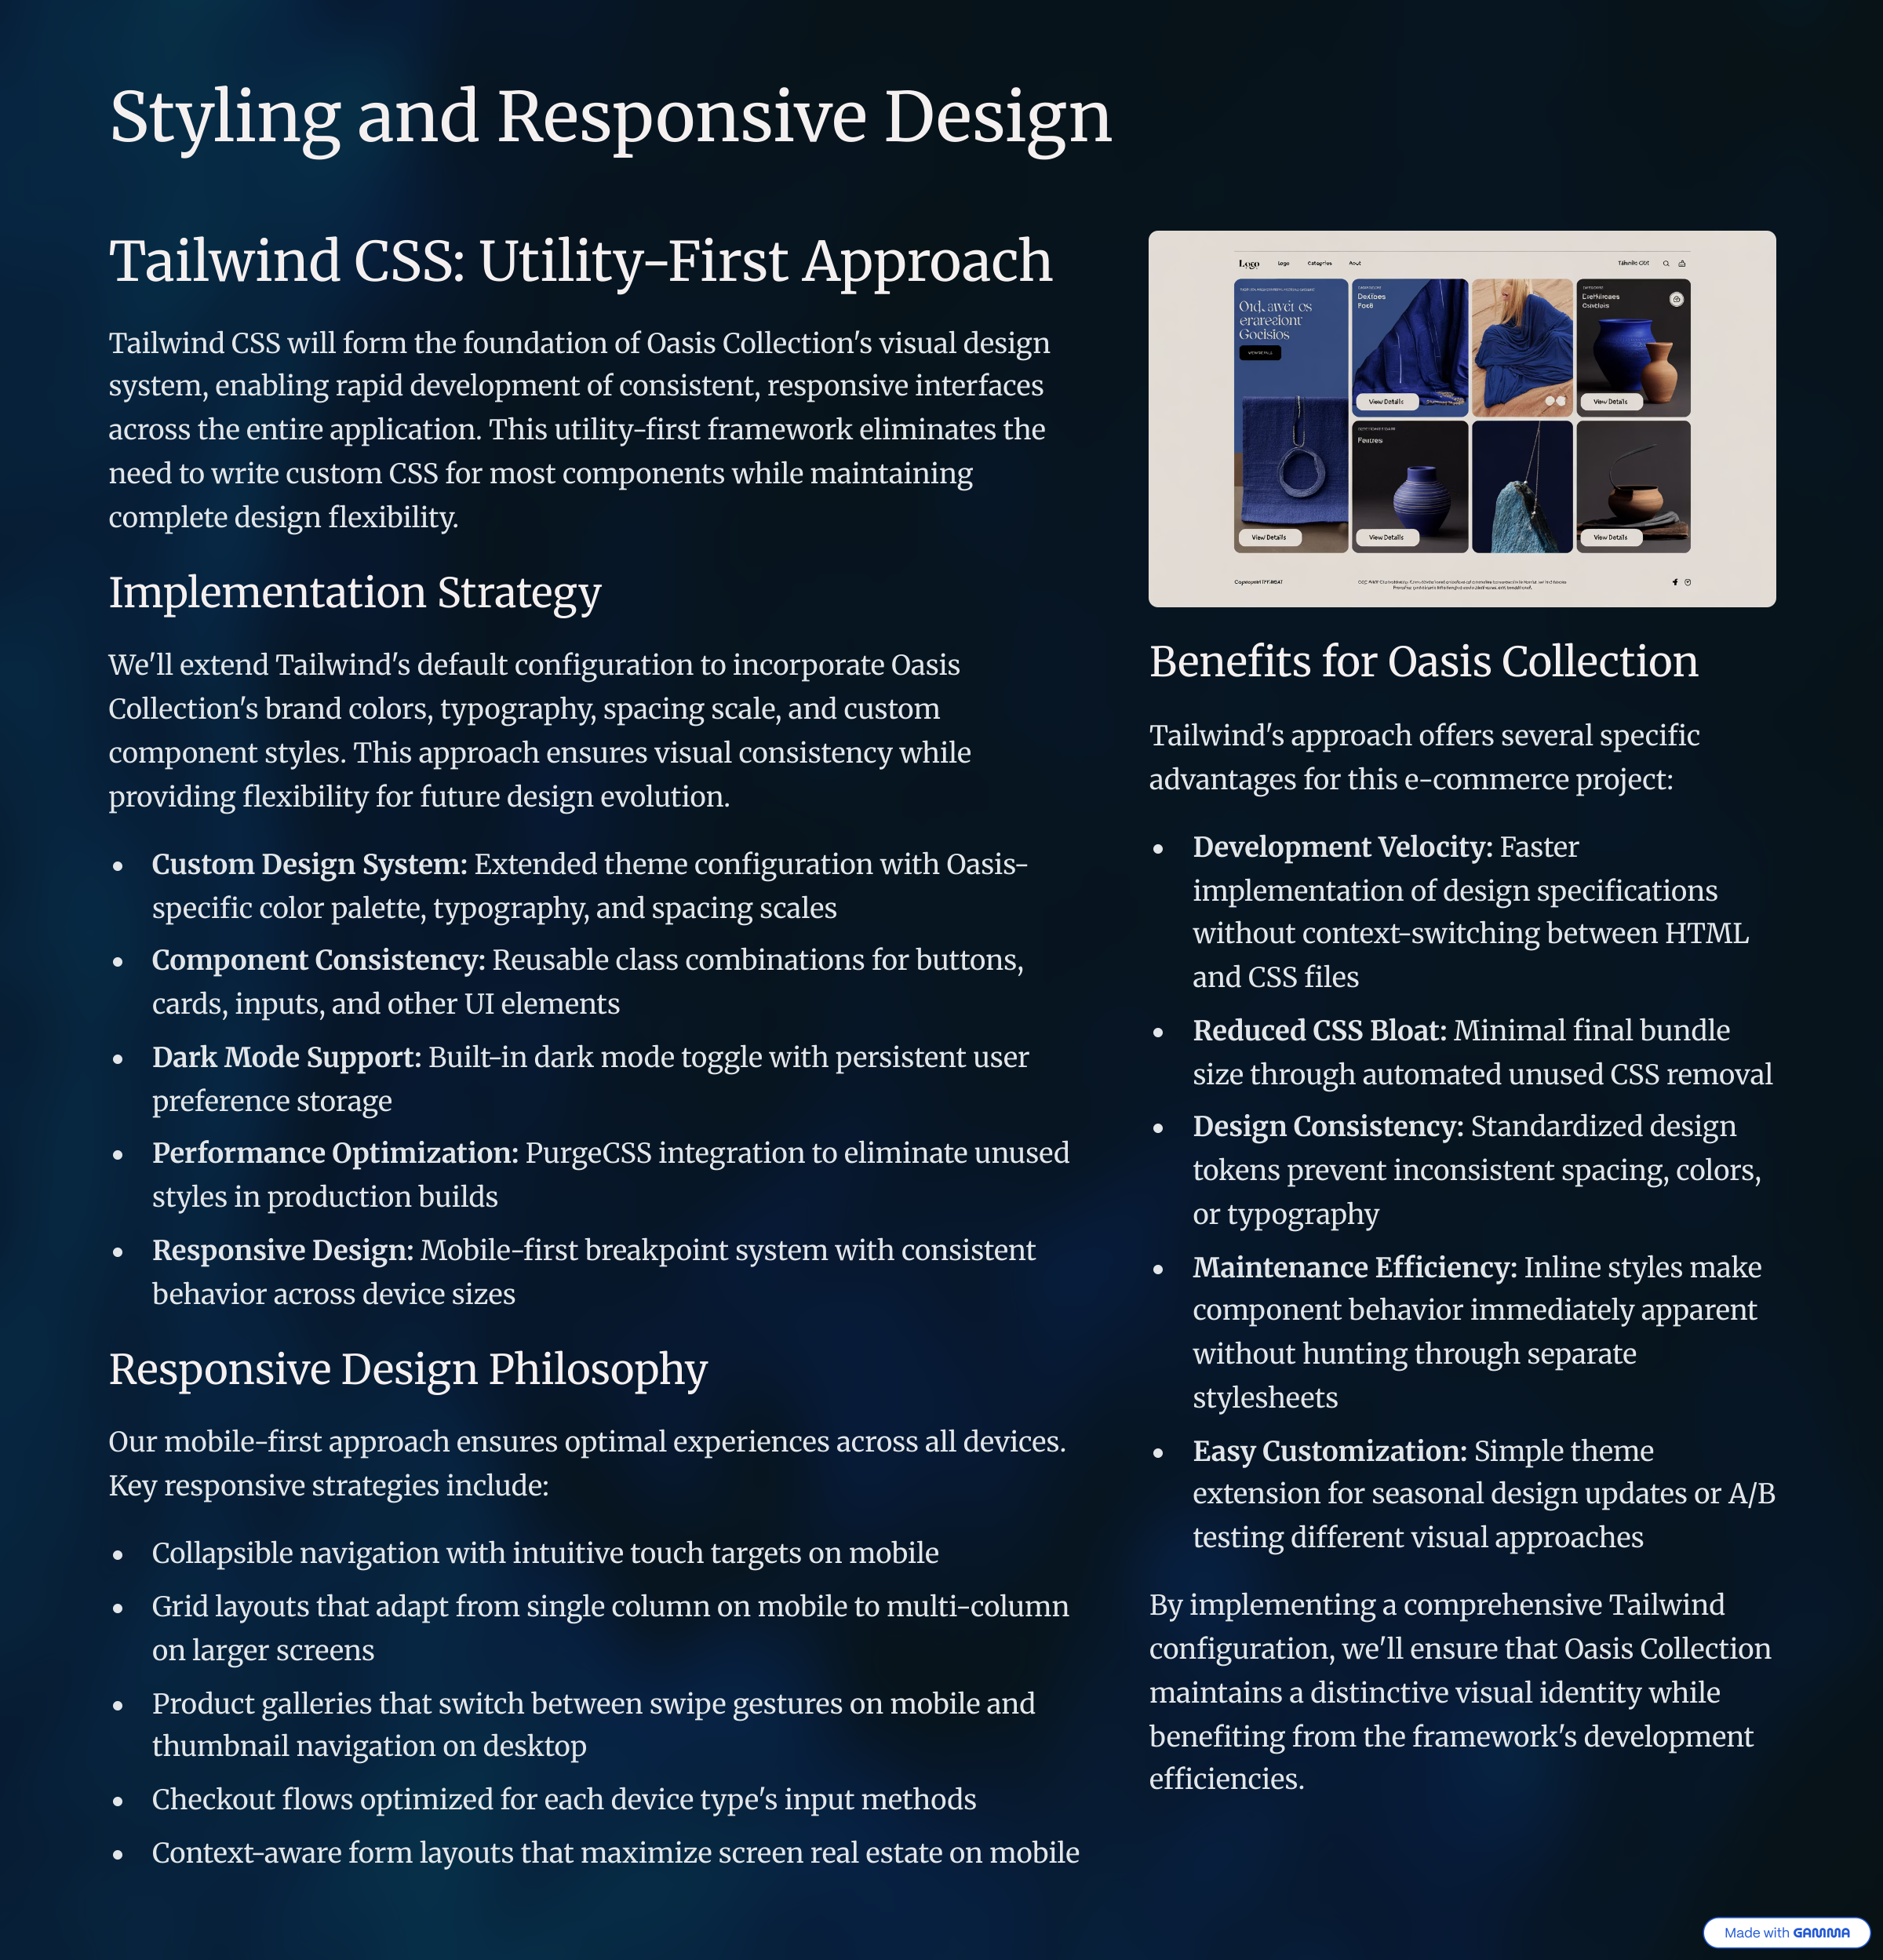 Styling and Responsive Design
Tailwind CSS: Utility-First Approach
Tailwind CSS will form the foundation of Oasis Collection's visual design
system, enabling rapid development of consistent, responsive interfaces
across the entire application. This utility-first framework eliminates the
need to write custom CSS for most components while maintaining
complete design flexibility.
Implementation Strategy
We'll extend Tailwind's default configuration to incorporate Oasis
Collection's brand colors, typography, spacing scale, and custom
component styles. This approach ensures visual consistency while
providing flexibility for future design evolution.
• Custom Design System: Extended theme configuration with Oasis-
specific color palette, typography, and spacing scales
• Component Consistency: Reusable class combinations for buttons,
cards, inputs, and other UI elements
• Dark Mode Support: Built-in dark mode toggle with persistent user
preference storage
• Performance Optimization: PurgeCSS integration to eliminate unused
styles in production builds
• Responsive Design: Mobile-first breakpoint system with consistent
behavior across device sizes
Responsive Design Philosophy
Our mobile-first approach ensures optimal experiences across all devices.
Key responsive strategies include:
• Collapsible navigation with intuitive touch targets on mobile
• Grid layouts that adapt from single column on mobile to multi-column
on larger screens
• Product galleries that switch between swipe gestures on mobile and
thumbnail navigation on desktop
• Checkout flows optimized for each device type's input methods
• Context-aware form layouts that maximize screen real estate on mobile
Logo
Logo
About
View Details
View Details
View Details
View Details
View Details
Benefits for Oasis Collection
Tailwind's approach offers several specific
advantages for this e-commerce project:
• Development Velocity: Faster
implementation of design specifications
without context-switching between HTML
and CSS files
• Reduced CSS Bloat: Minimal final bundle
size through automated unused CSS removal
• Design Consistency: Standardized design
tokens prevent inconsistent spacing, colors,
or typography
• Maintenance Efficiency: Inline styles make
component behavior immediately apparent
without hunting through separate
stylesheets
• Easy Customization: Simple theme
extension for seasonal design updates or A/B
testing different visual approaches
By implementing a comprehensive Tailwind
configuration, we'll ensure that Oasis Collection
maintains a distinctive visual identity while
benefiting from the framework's development
efficiencies.
Made with GAMMA